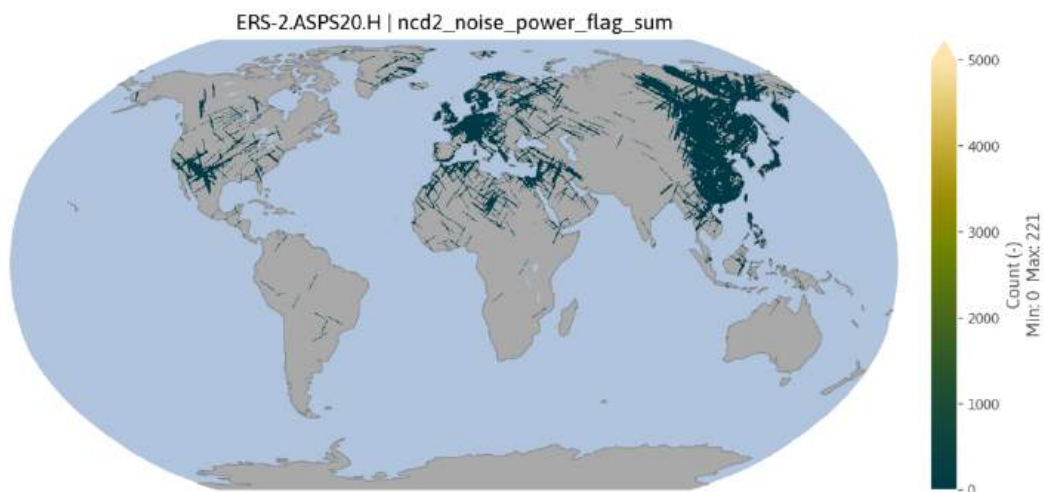 ERS-2.ASPS20.H | ncd2_noise_power_flag_sum
5000
4000
3000
2000
1000
0
Count (-)
Min: 0 Max: 221